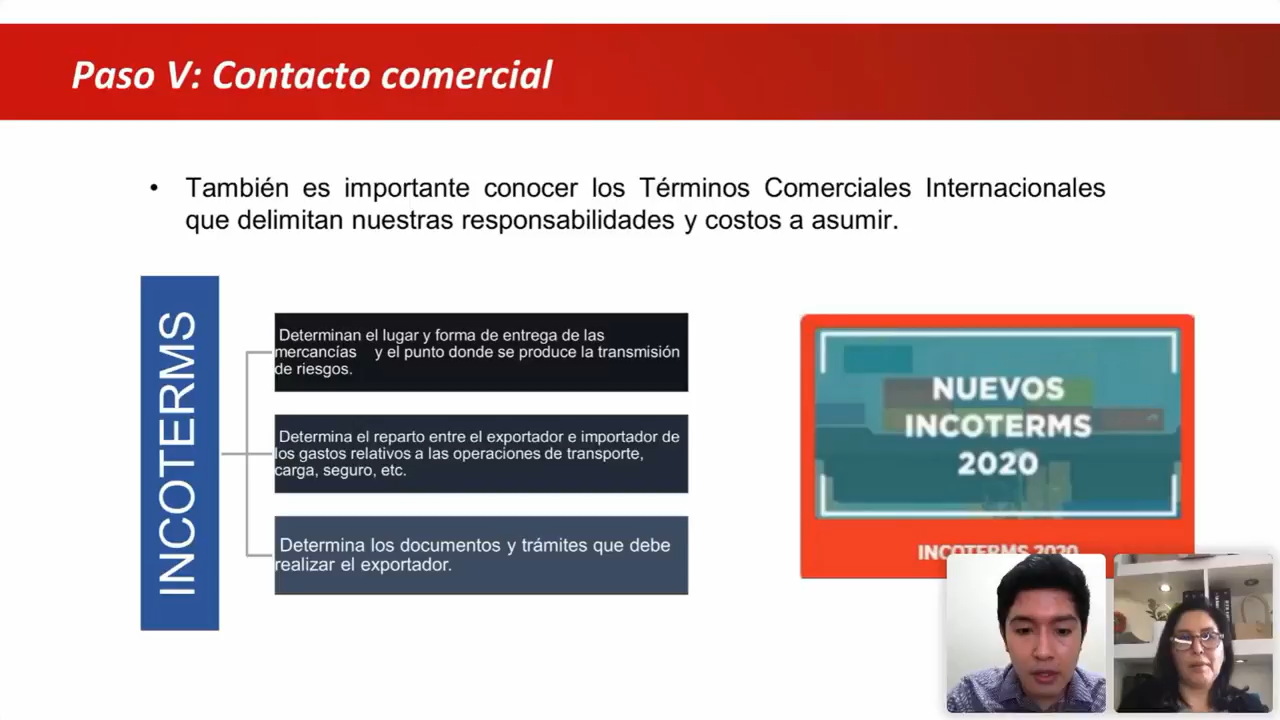 Paso V: Contacto comercial
• También es importante conocer los Términos Comerciales Internacionales
que delimitan nuestras responsabilidades y costos a asumir.
INCOTERMS
Determinan el lugar y forma de entrega de las
mercancías y el punto donde se produce la transmisión
de riesgos.
Determina el reparto entre el exportador e importador de
los gastos relativos a las operaciones de transporte,
carga, seguro, etc.
Determina los documentos y trámites que debe
realizar el exportador.
NUEVOS
INCOTERMS
2020
INCOTERMS 2020